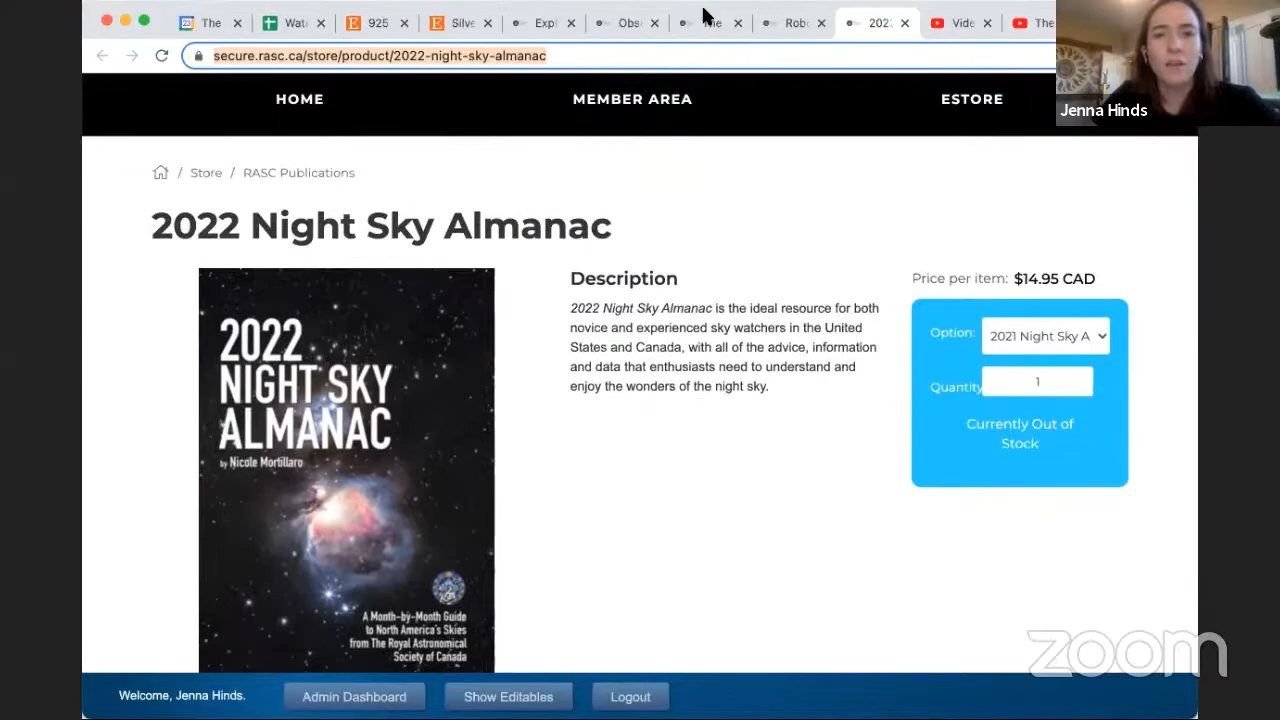 The
Wate
925
Silve
Expl
Obs
Rob
202
Vide
The
secure.rasc.ca/store/product/2022-night-sky-almanac
HOME
MEMBER AREA
ESTORE
Jenna Hinds
/ Store / RASC Publications
2022 Night Sky Almanac
2022
NIGHT SKY
ALMANAC
by Nicole Mortillaro
A Month-by-Month Guide
to North America's Skies
from The Royal Astronomical
Society of Canada
Description
2022 Night Sky Almanac is the ideal resource for both
novice and experienced sky watchers in the United
States and Canada, with all of the advice, information
and data that enthusiasts need to understand and
enjoy the wonders of the night sky.
Price per item: $14.95 CAD
Option: 2021 Night Sky A
Quantity 1
Currently Out of
Stock
zoom
Welcome, Jenna Hinds.
Admin Dashboard
Show Editables
Logout